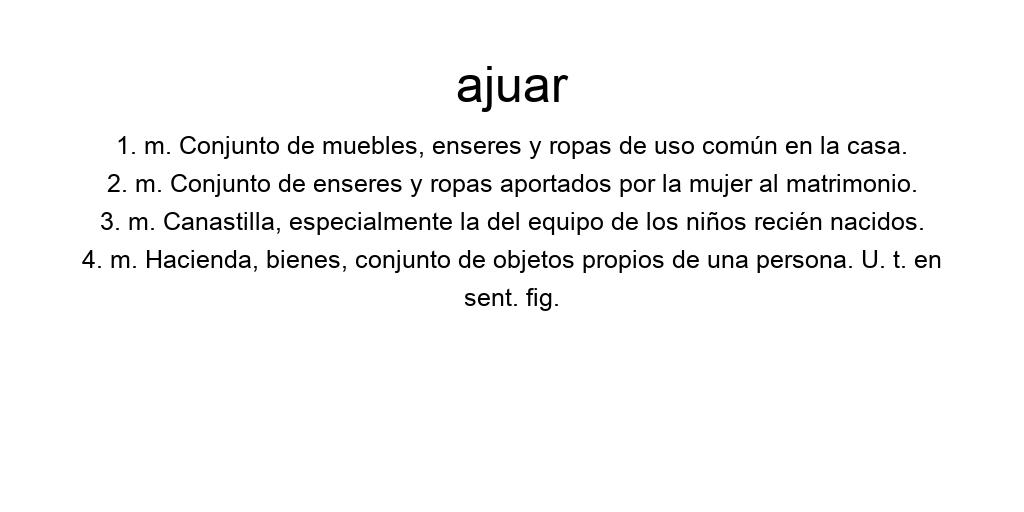 ajuar
1. m. Conjunto de muebles, enseres y ropas de uso común en la casa.
2. m. Conjunto de enseres y ropas aportados por la mujer al matrimonio.
3. m. Canastilla, especialmente la del equipo de los niños recién nacidos.
4. m. Hacienda, bienes, conjunto de objetos propios de una persona. U. t. en
sent. fig.